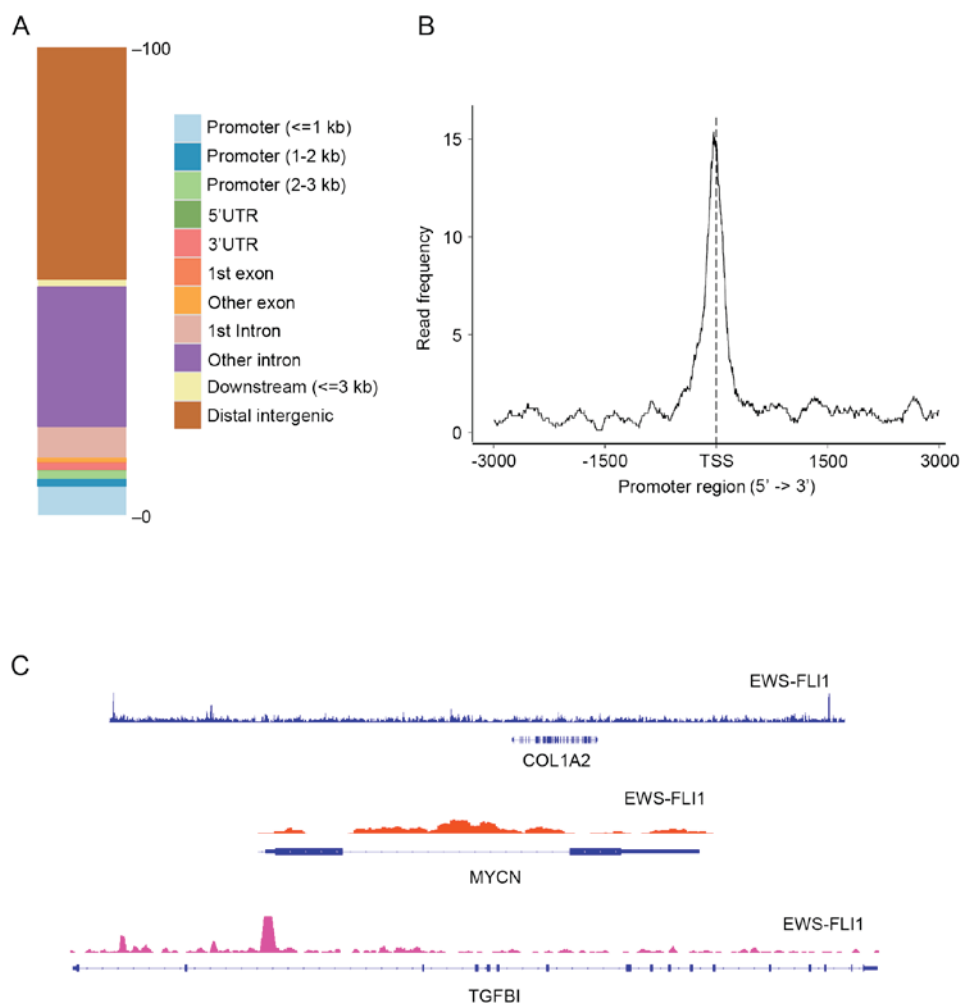 A
–100
Promoter (<=1 kb)
Promoter (1-2 kb)
Promoter (2-3 kb)
5'UTR
3'UTR
1st exon
Other exon
1st Intron
Other intron
Downstream (<=3 kb)
Distal intergenic
–0
B
Read frequency
15
10
5
0
-3000
-1500
TSS
1500
3000
Promoter region (5' -> 3')
C
EWS-FLI1
COL1A2
EWS-FLI1
MYCN
EWS-FLI1
TGFBI